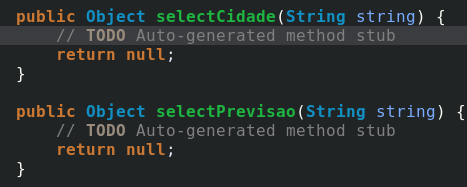 public Object selectCidade(String string) {
// TODO Auto-generated method stub
return null;
}
public Object selectPrevisao(String string) {
// TODO Auto-generated method stub
return null;
}